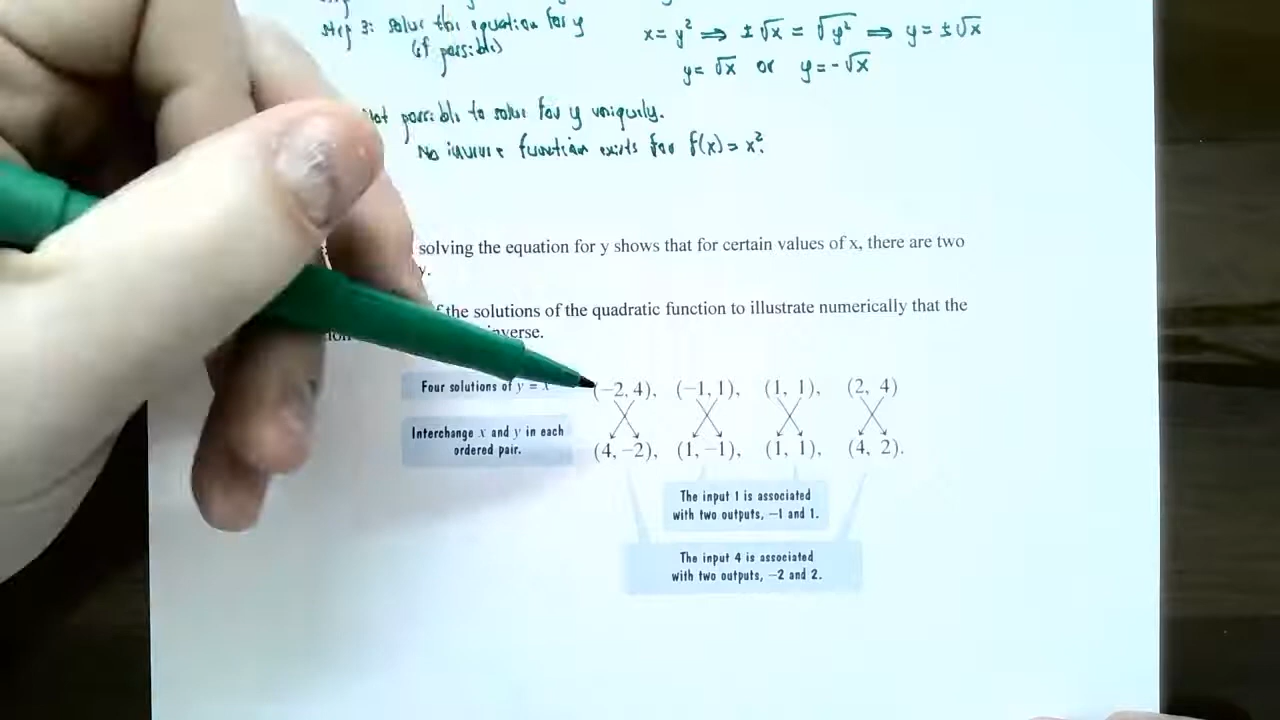 Step 3: solve this equation for y
(if possible)
x = y² ⟹ ±√x = √y² ⟹ y = ±√x
y = √x or y = -√x
Not possible to solve for y uniquely.
No inverse function exists for f(x) = x².
solving the equation for y shows that for certain values of x, there are two
y.
the solutions of the quadratic function to illustrate numerically that the
inverse.
Four solutions of y = x
(−2, 4), (−1, 1), (1, 1), (2, 4)
Interchange x and y in each
ordered pair.
(4, −2), (1, −1), (1, 1), (4, 2).
The input 1 is associated
with two outputs, −1 and 1.
The input 4 is associated
with two outputs, −2 and 2.